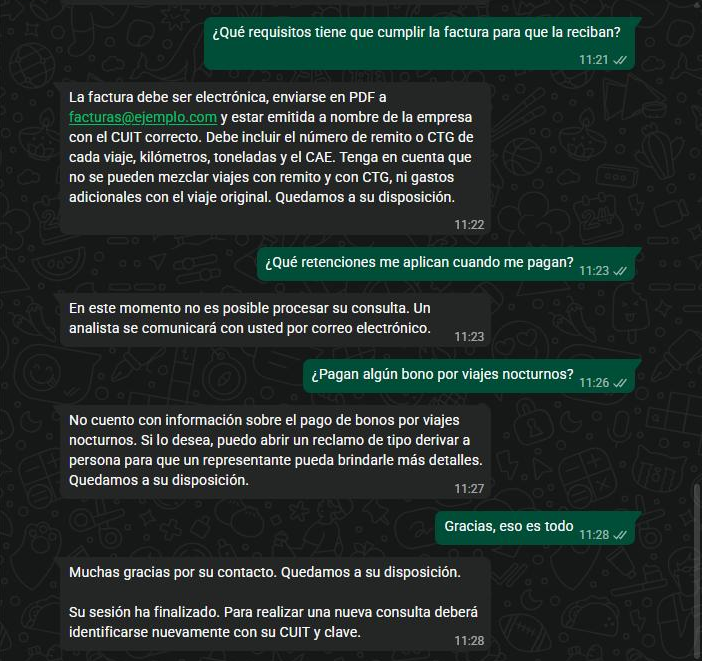 ¿Qué requisitos tiene que cumplir la factura para que la reciban?
11:21
La factura debe ser electrónica, enviarse en PDF a
facturas@ejemplo.com y estar emitida a nombre de la empresa
con el CUIT correcto. Debe incluir el número de remito o CTG de
cada viaje, kilómetros, toneladas y el CAE. Tenga en cuenta que
no se pueden mezclar viajes con remito y con CTG, ni gastos
adicionales con el viaje original. Quedamos a su disposición.
11:22
¿Qué retenciones me aplican cuando me pagan?
11:23
En este momento no es posible procesar su consulta. Un
analista se comunicará con usted por correo electrónico.
11:23
¿Pagan algún bono por viajes nocturnos?
11:26
No cuento con información sobre el pago de bonos por viajes
nocturnos. Si lo desea, puedo abrir un reclamo de tipo derivar a
persona para que un representante pueda brindarle más detalles.
Quedamos a su disposición.
11:27
Gracias, eso es todo
11:28
Muchas gracias por su contacto. Quedamos a su disposición.
Su sesión ha finalizado. Para realizar una nueva consulta deberá
identificarse nuevamente con su CUIT y clave.
11:28